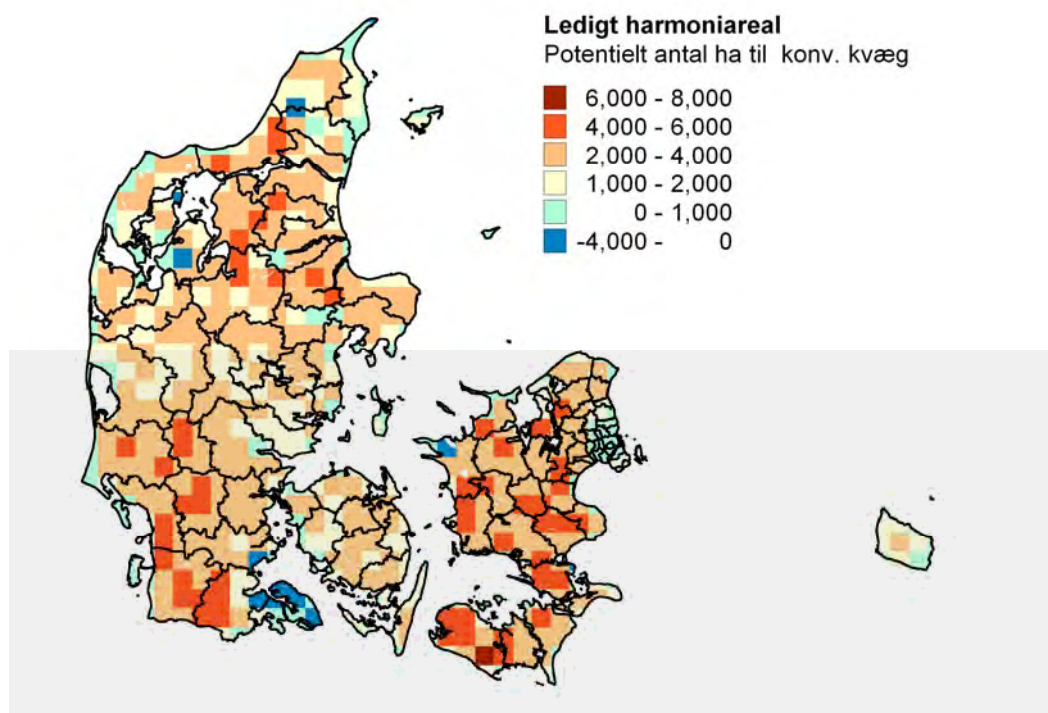 Ledigt harmoniareal
Potentielt antal ha til konv. kvæg
6,000 - 8,000
4,000 - 6,000
2,000 - 4,000
1,000 - 2,000
0 - 1,000
-4,000 - 0